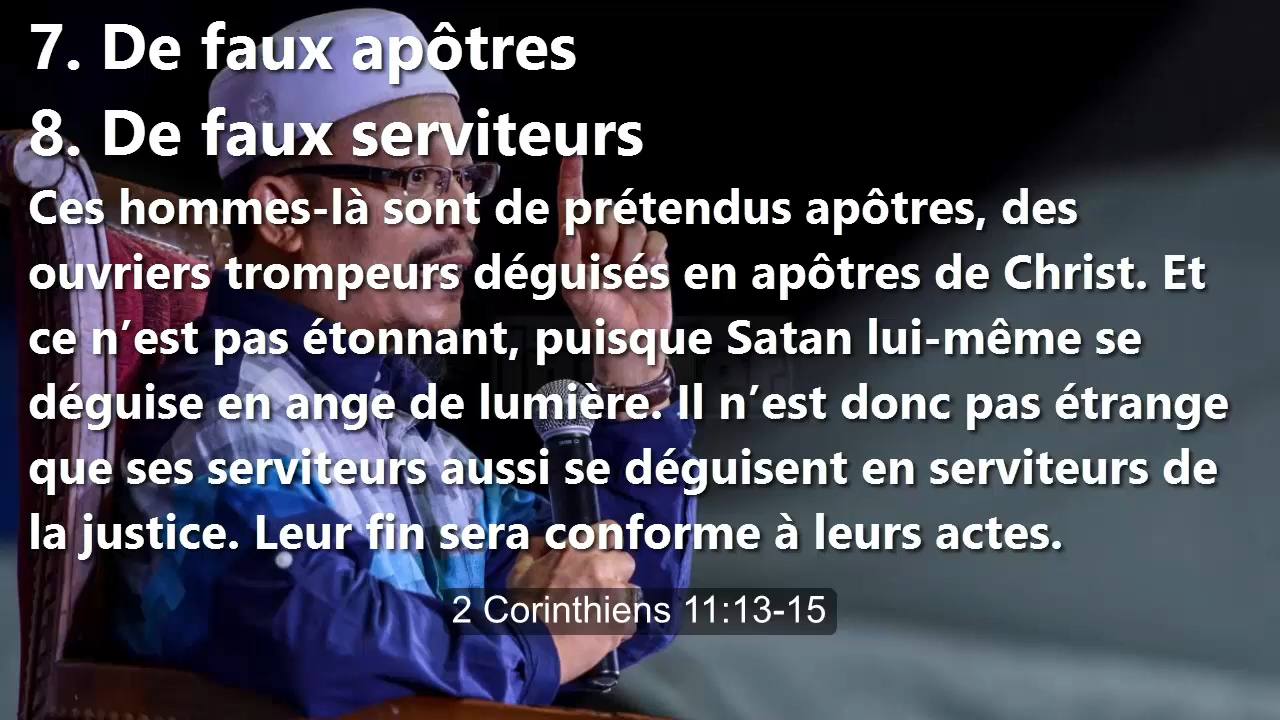 7. De faux apôtres
8. De faux serviteurs
Ces hommes-là sont de prétendus apôtres, des
ouvriers trompeurs déguisés en apôtres de Christ. Et
ce n’est pas étonnant, puisque Satan lui-même se
déguise en ange de lumière. Il n’est donc pas étrange
que ses serviteurs aussi se déguisent en serviteurs de
la justice. Leur fin sera conforme à leurs actes.
2 Corinthiens 11:13-15